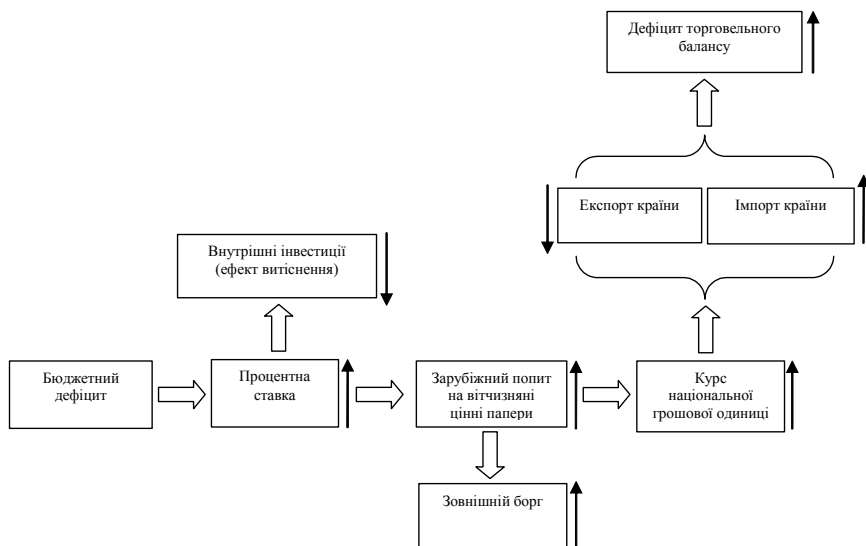 Дефіцит торговельного
балансу
Експорт країни
Імпорт країни
Внутрішні інвестиції
(ефект витіснення)
Бюджетний
дефіцит
Процентна
ставка
Зарубіжний попит
на вітчизняні
цінні папери
Курс
національної
грошової одиниці
Зовнішній борг